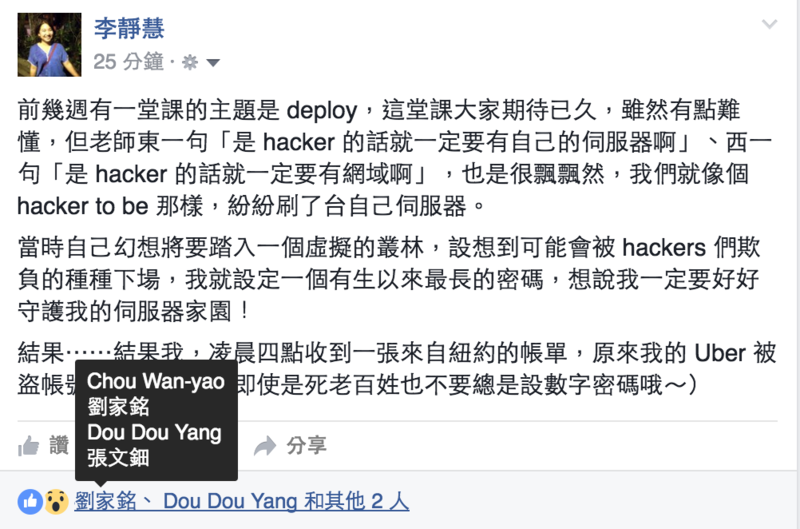 李靜慧
25 分鐘 ·
前幾週有一堂課的主題是 deploy，這堂課大家期待已久，雖然有點難
懂，但老師東一句「是 hacker 的話就一定要有自己的伺服器啊」、西一
句「是 hacker 的話就一定要有網域啊」，也是很飄飄然，我們就像個
hacker to be 那樣，紛紛刷了台自己伺服器。
當時自己幻想將要踏入一個虛擬的叢林，設想到可能會被 hackers 們欺
負的種種下場，我就設定一個有生以來最長的密碼，想說我一定要好好
守護我的伺服器家園！
結果⋯⋯結果我，凌晨四點收到一張來自紐約的帳單，原來我的 Uber 被
盜帳號 即使是死老百姓也不要總是設數字密碼哦～）
Chou Wan-yao
劉家銘
Dou Dou Yang
張文鈿
讚 分享
劉家銘、 Dou Dou Yang 和其他 2 人